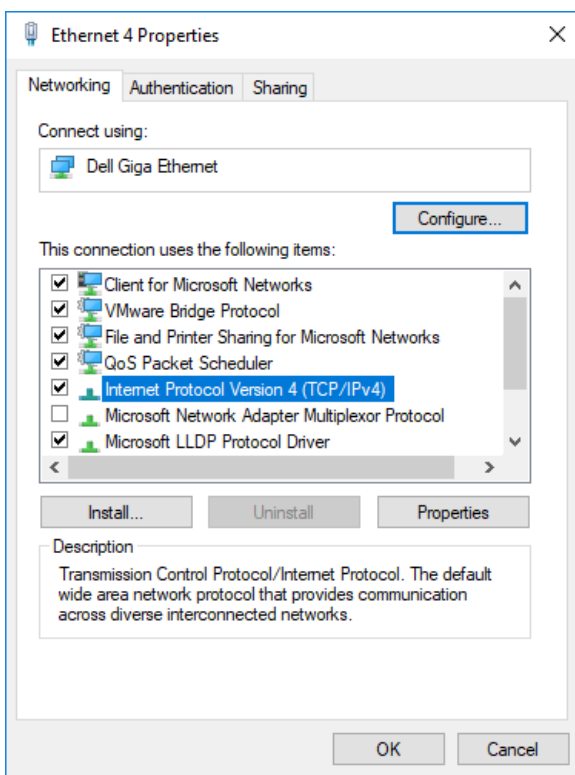 Ethernet 4 Properties
Networking Authentication Sharing
Connect using:
Dell Giga Ethernet
Configure...
This connection uses the following items:
Client for Microsoft Networks
VMware Bridge Protocol
File and Printer Sharing for Microsoft Networks
QoS Packet Scheduler
Internet Protocol Version 4 (TCP/IPv4)
Microsoft Network Adapter Multiplexor Protocol
Microsoft LLDP Protocol Driver
Install... Uninstall Properties
Description
Transmission Control Protocol/Internet Protocol. The default
wide area network protocol that provides communication
across diverse interconnected networks.
OK Cancel